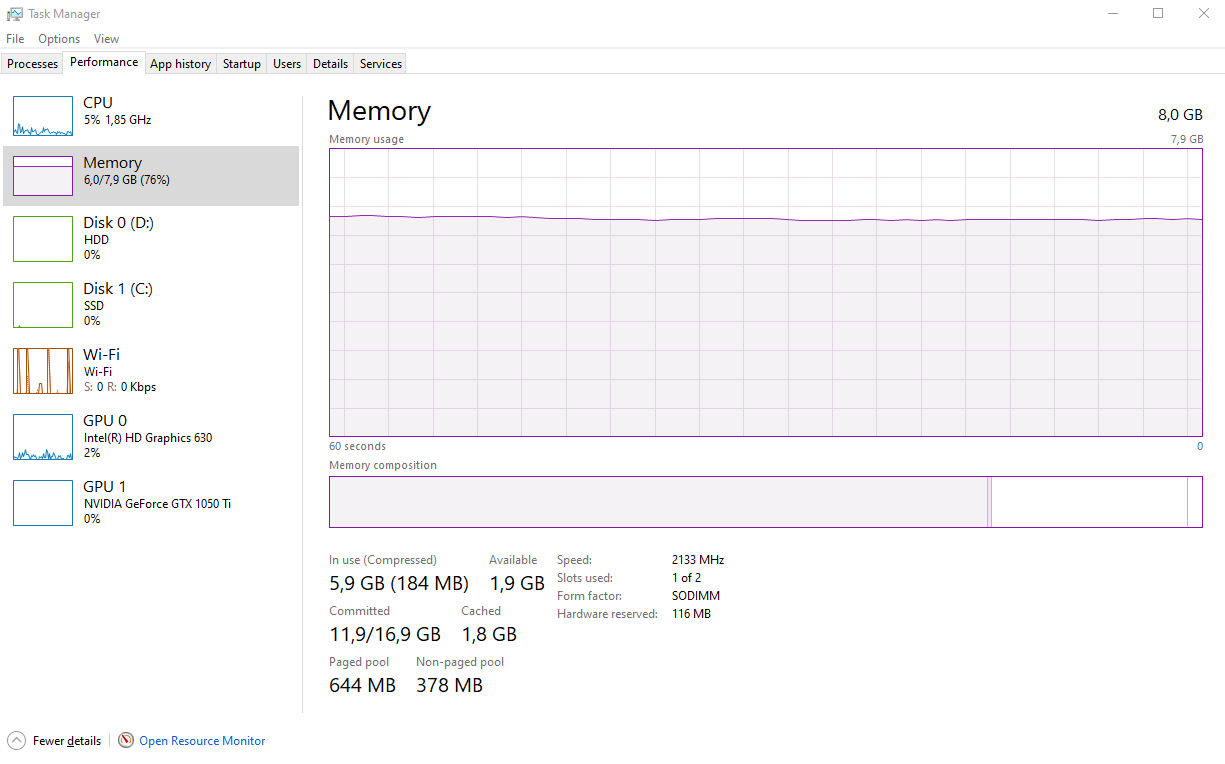 Task Manager
File Options View
Processes Performance App history Startup Users Details Services
CPU
5% 1,85 GHz
Memory
6,0/7,9 GB (76%)
Disk 0 (D:)
HDD
0%
Disk 1 (C:)
SSD
0%
Wi-Fi
Wi-Fi
S: 0 R: 0 Kbps
GPU 0
Intel(R) HD Graphics 630
2%
GPU 1
NVIDIA GeForce GTX 1050 Ti
0%
Memory 8,0 GB
Memory usage 7,9 GB
60 seconds 0
Memory composition
In use (Compressed) Available
5,9 GB (184 MB) 1,9 GB
Committed Cached
11,9/16,9 GB 1,8 GB
Paged pool Non-paged pool
644 MB 378 MB
Speed: 2133 MHz
Slots used: 1 of 2
Form factor: SODIMM
Hardware reserved: 116 MB
Fewer details Open Resource Monitor